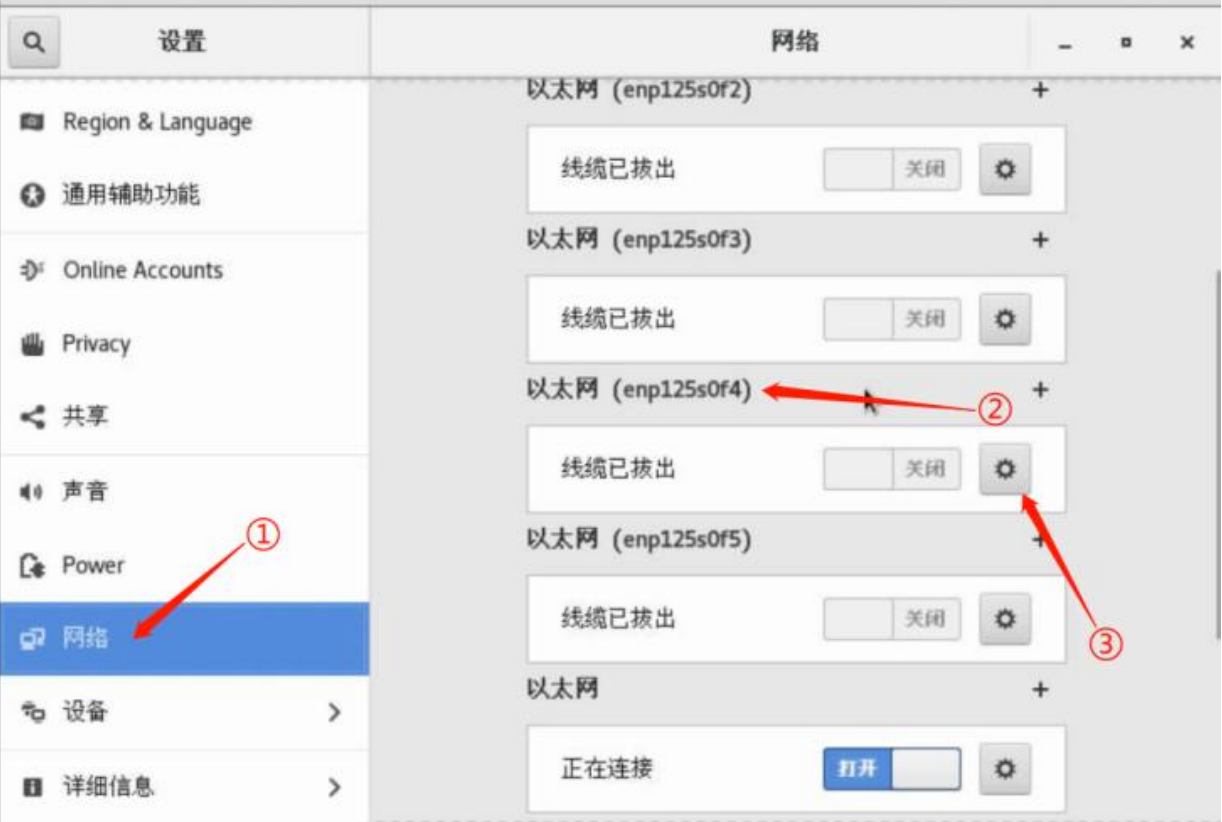 设置
网络
Region & Language
通用辅助功能
Online Accounts
Privacy
共享
声音
①
Power
网络
设备
详细信息
以太网 (enp125s0f2)
线缆已拔出
关闭
以太网 (enp125s0f3)
线缆已拔出
关闭
以太网 (enp125s0f4)
②
线缆已拔出
关闭
以太网 (enp125s0f5)
线缆已拔出
关闭
③
以太网
正在连接
打开